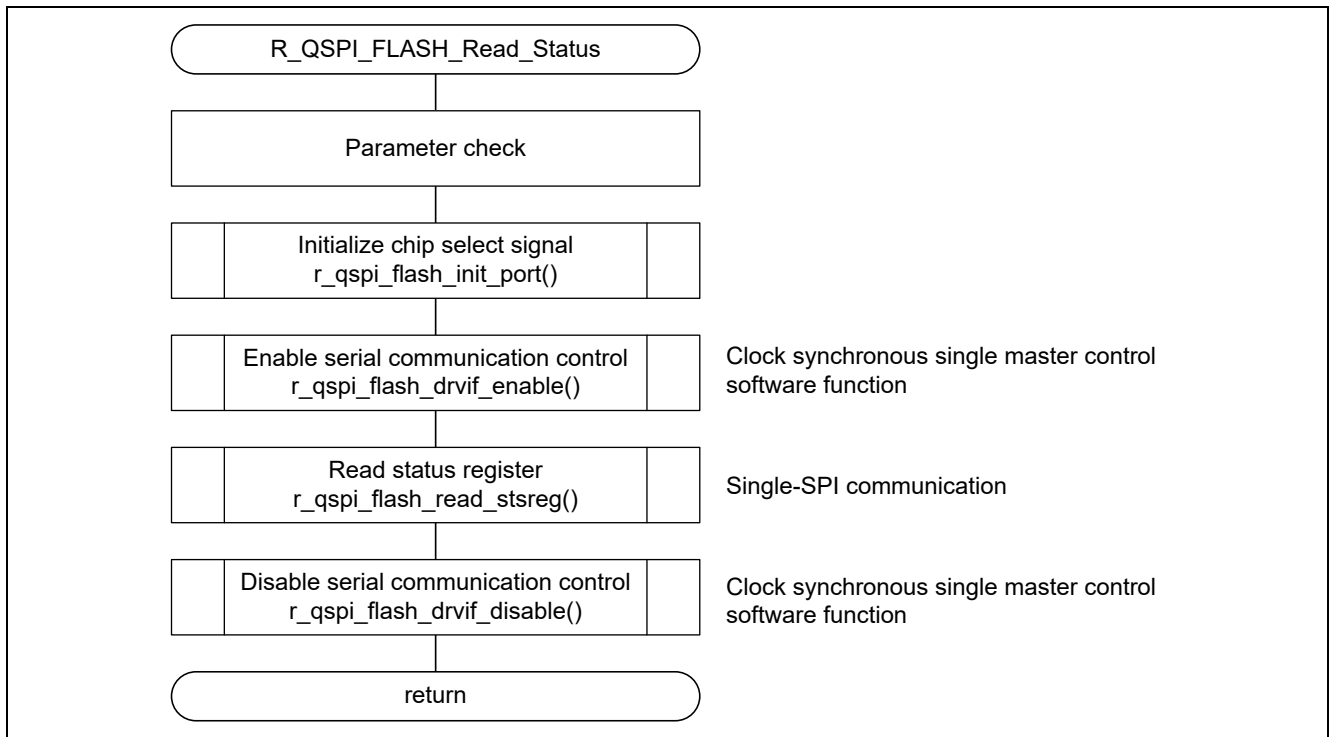 R_QSPI_FLASH_Read_Status
Parameter check
Initialize chip select signal
r_qspi_flash_init_port()
Enable serial communication control
r_qspi_flash_drvif_enable()
Clock synchronous single master control
software function
Read status register
r_qspi_flash_read_stsreg()
Single-SPI communication
Disable serial communication control
r_qspi_flash_drvif_disable()
Clock synchronous single master control
software function
return